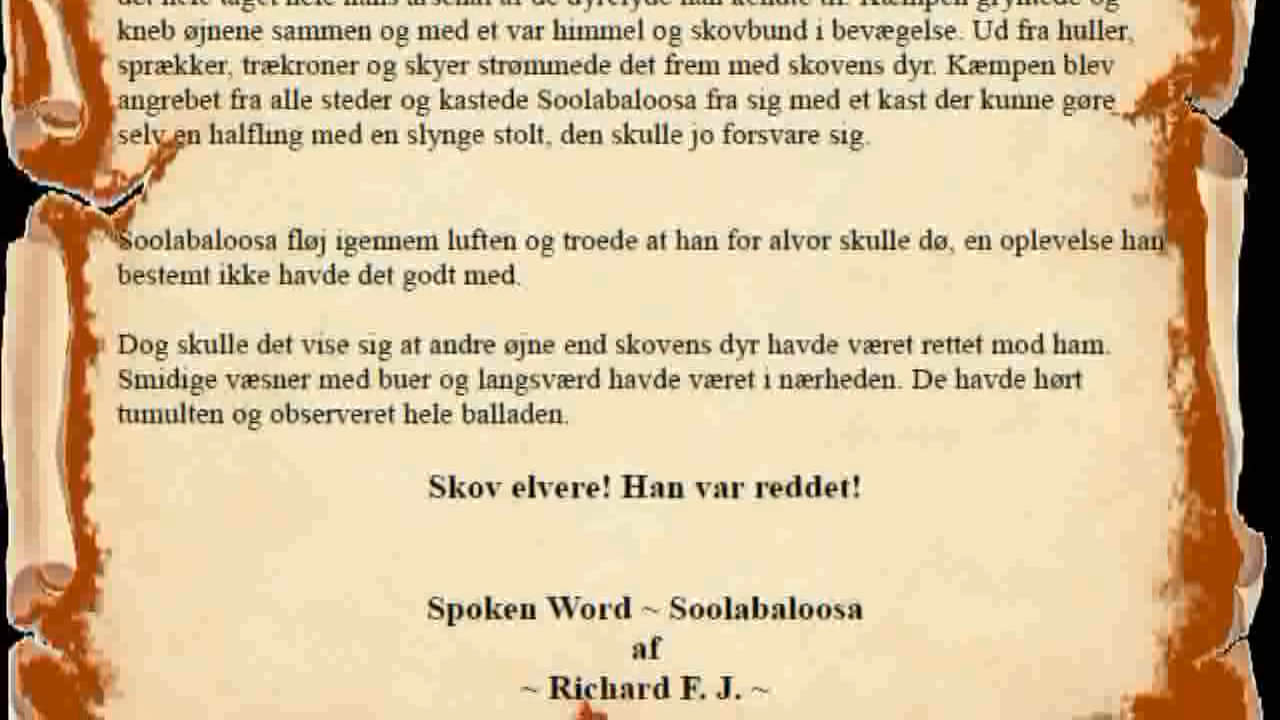 kneb øjnene sammen og med et var himmel og skovbund i bevægelse. Ud fra huller,
sprækker, trækroner og skyer strømmede det frem med skovens dyr. Kæmpen blev
angrebet fra alle steder og kastede Soolabaloosa fra sig med et kast der kunne gøre
selv en halfling med en slynge stolt, den skulle jo forsvare sig.
Soolabaloosa fløj igennem luften og troede at han for alvor skulle dø, en oplevelse han
bestemt ikke havde det godt med.
Dog skulle det vise sig at andre øjne end skovens dyr havde været rettet mod ham.
Smidige væsner med buer og langsværd havde været i nærheden. De havde hørt
tumulten og observeret hele balladen.
Skov elvere! Han var reddet!
Spoken Word ~ Soolabaloosa
af
~ Richard F. J. ~